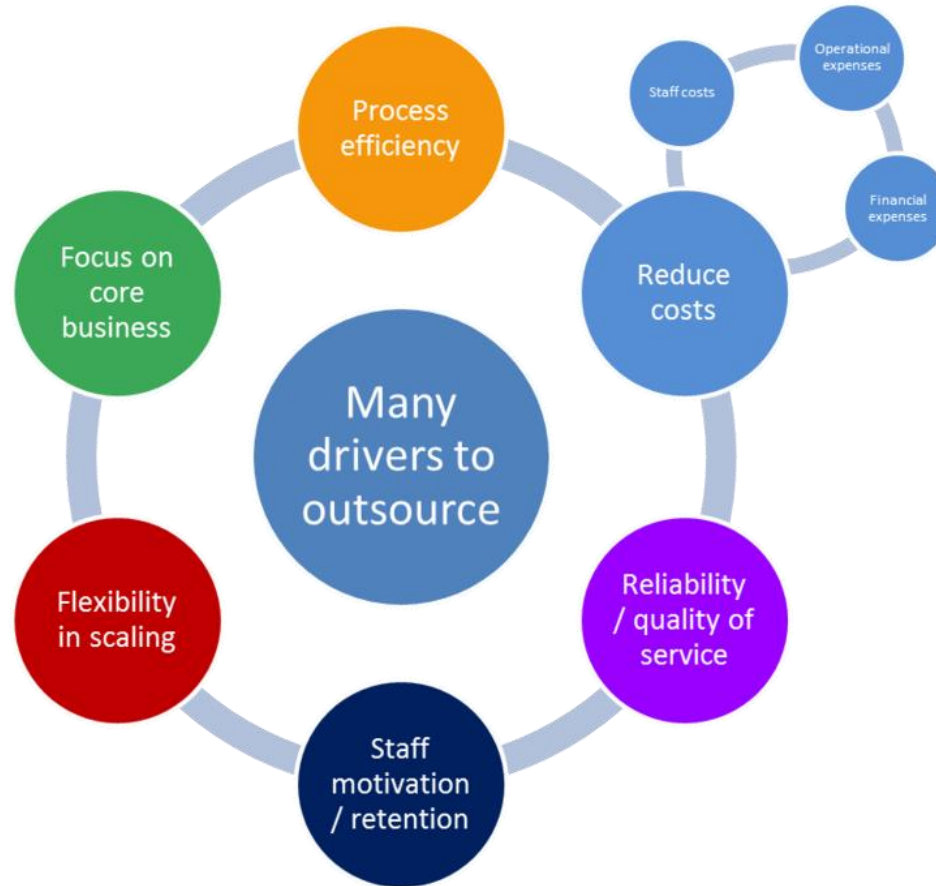 Operational
expenses
Staff costs
Process
efficiency
Financial
expenses
Focus on
core
business
Reduce
costs
Many
drivers to
outsource
Flexibility
in scaling
Reliability
/ quality of
service
Staff
motivation
/ retention